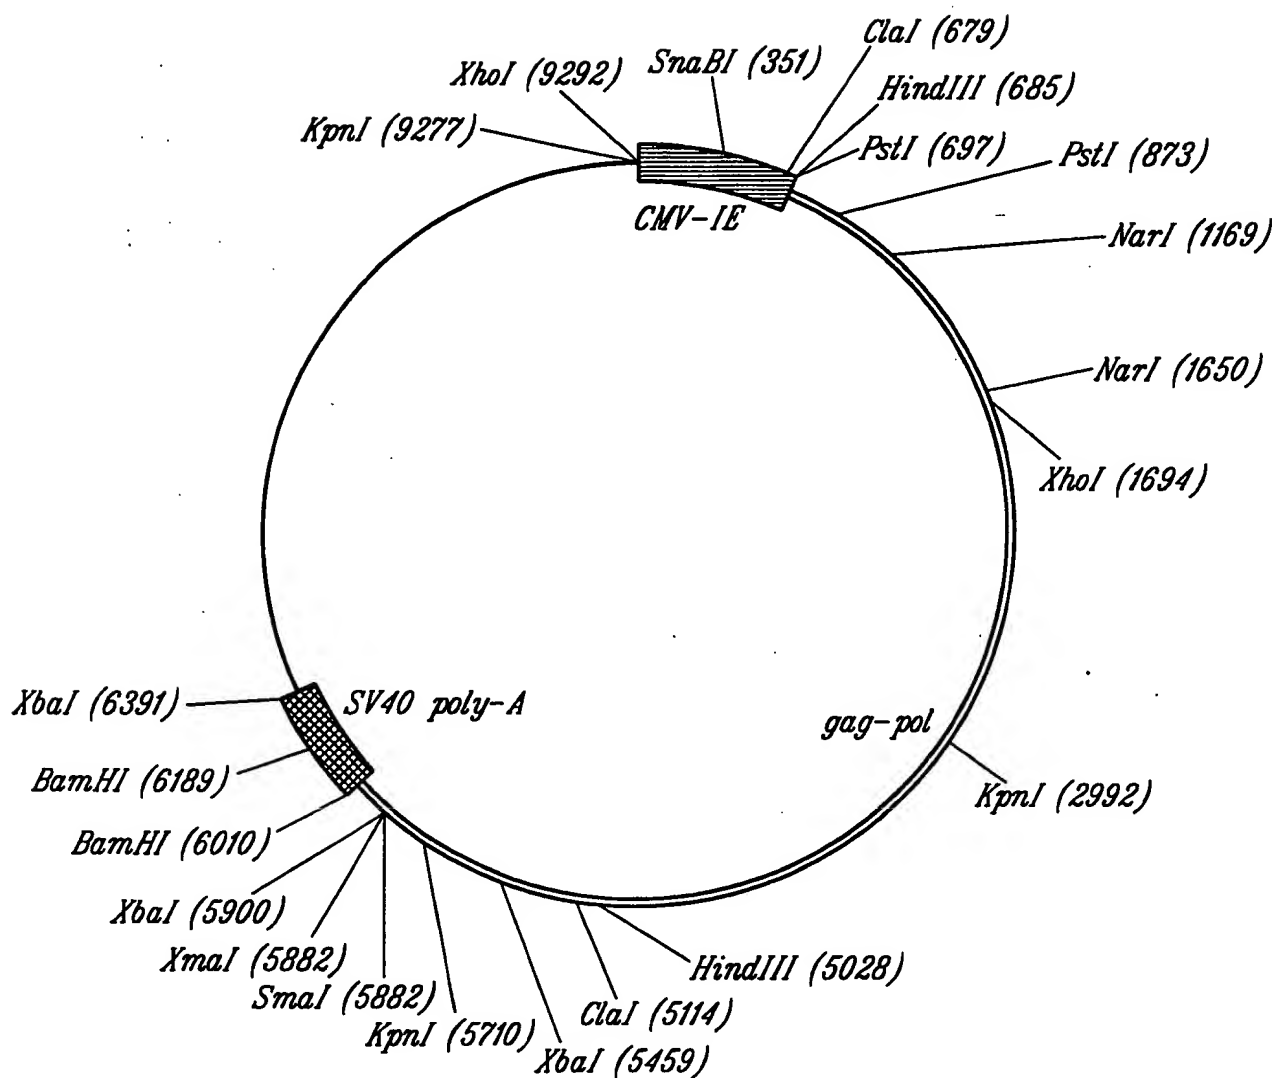 ClaI (679)
SnaBI (351)
XhoI (9292)
HindIII (685)
KpnI (9277)
PstI (697)
PstI (873)
CMV-IE
NarI (1169)
NarI (1650)
XhoI (1694)
XbaI (6391)
SV40 poly-A
gag-pol
BamHI (6189)
KpnI (2992)
BamHI (6010)
XbaI (5900)
XmaI (5882)
HindIII (5028)
SmaI (5882)
ClaI (5114)
KpnI (5710)
XbaI (5459)